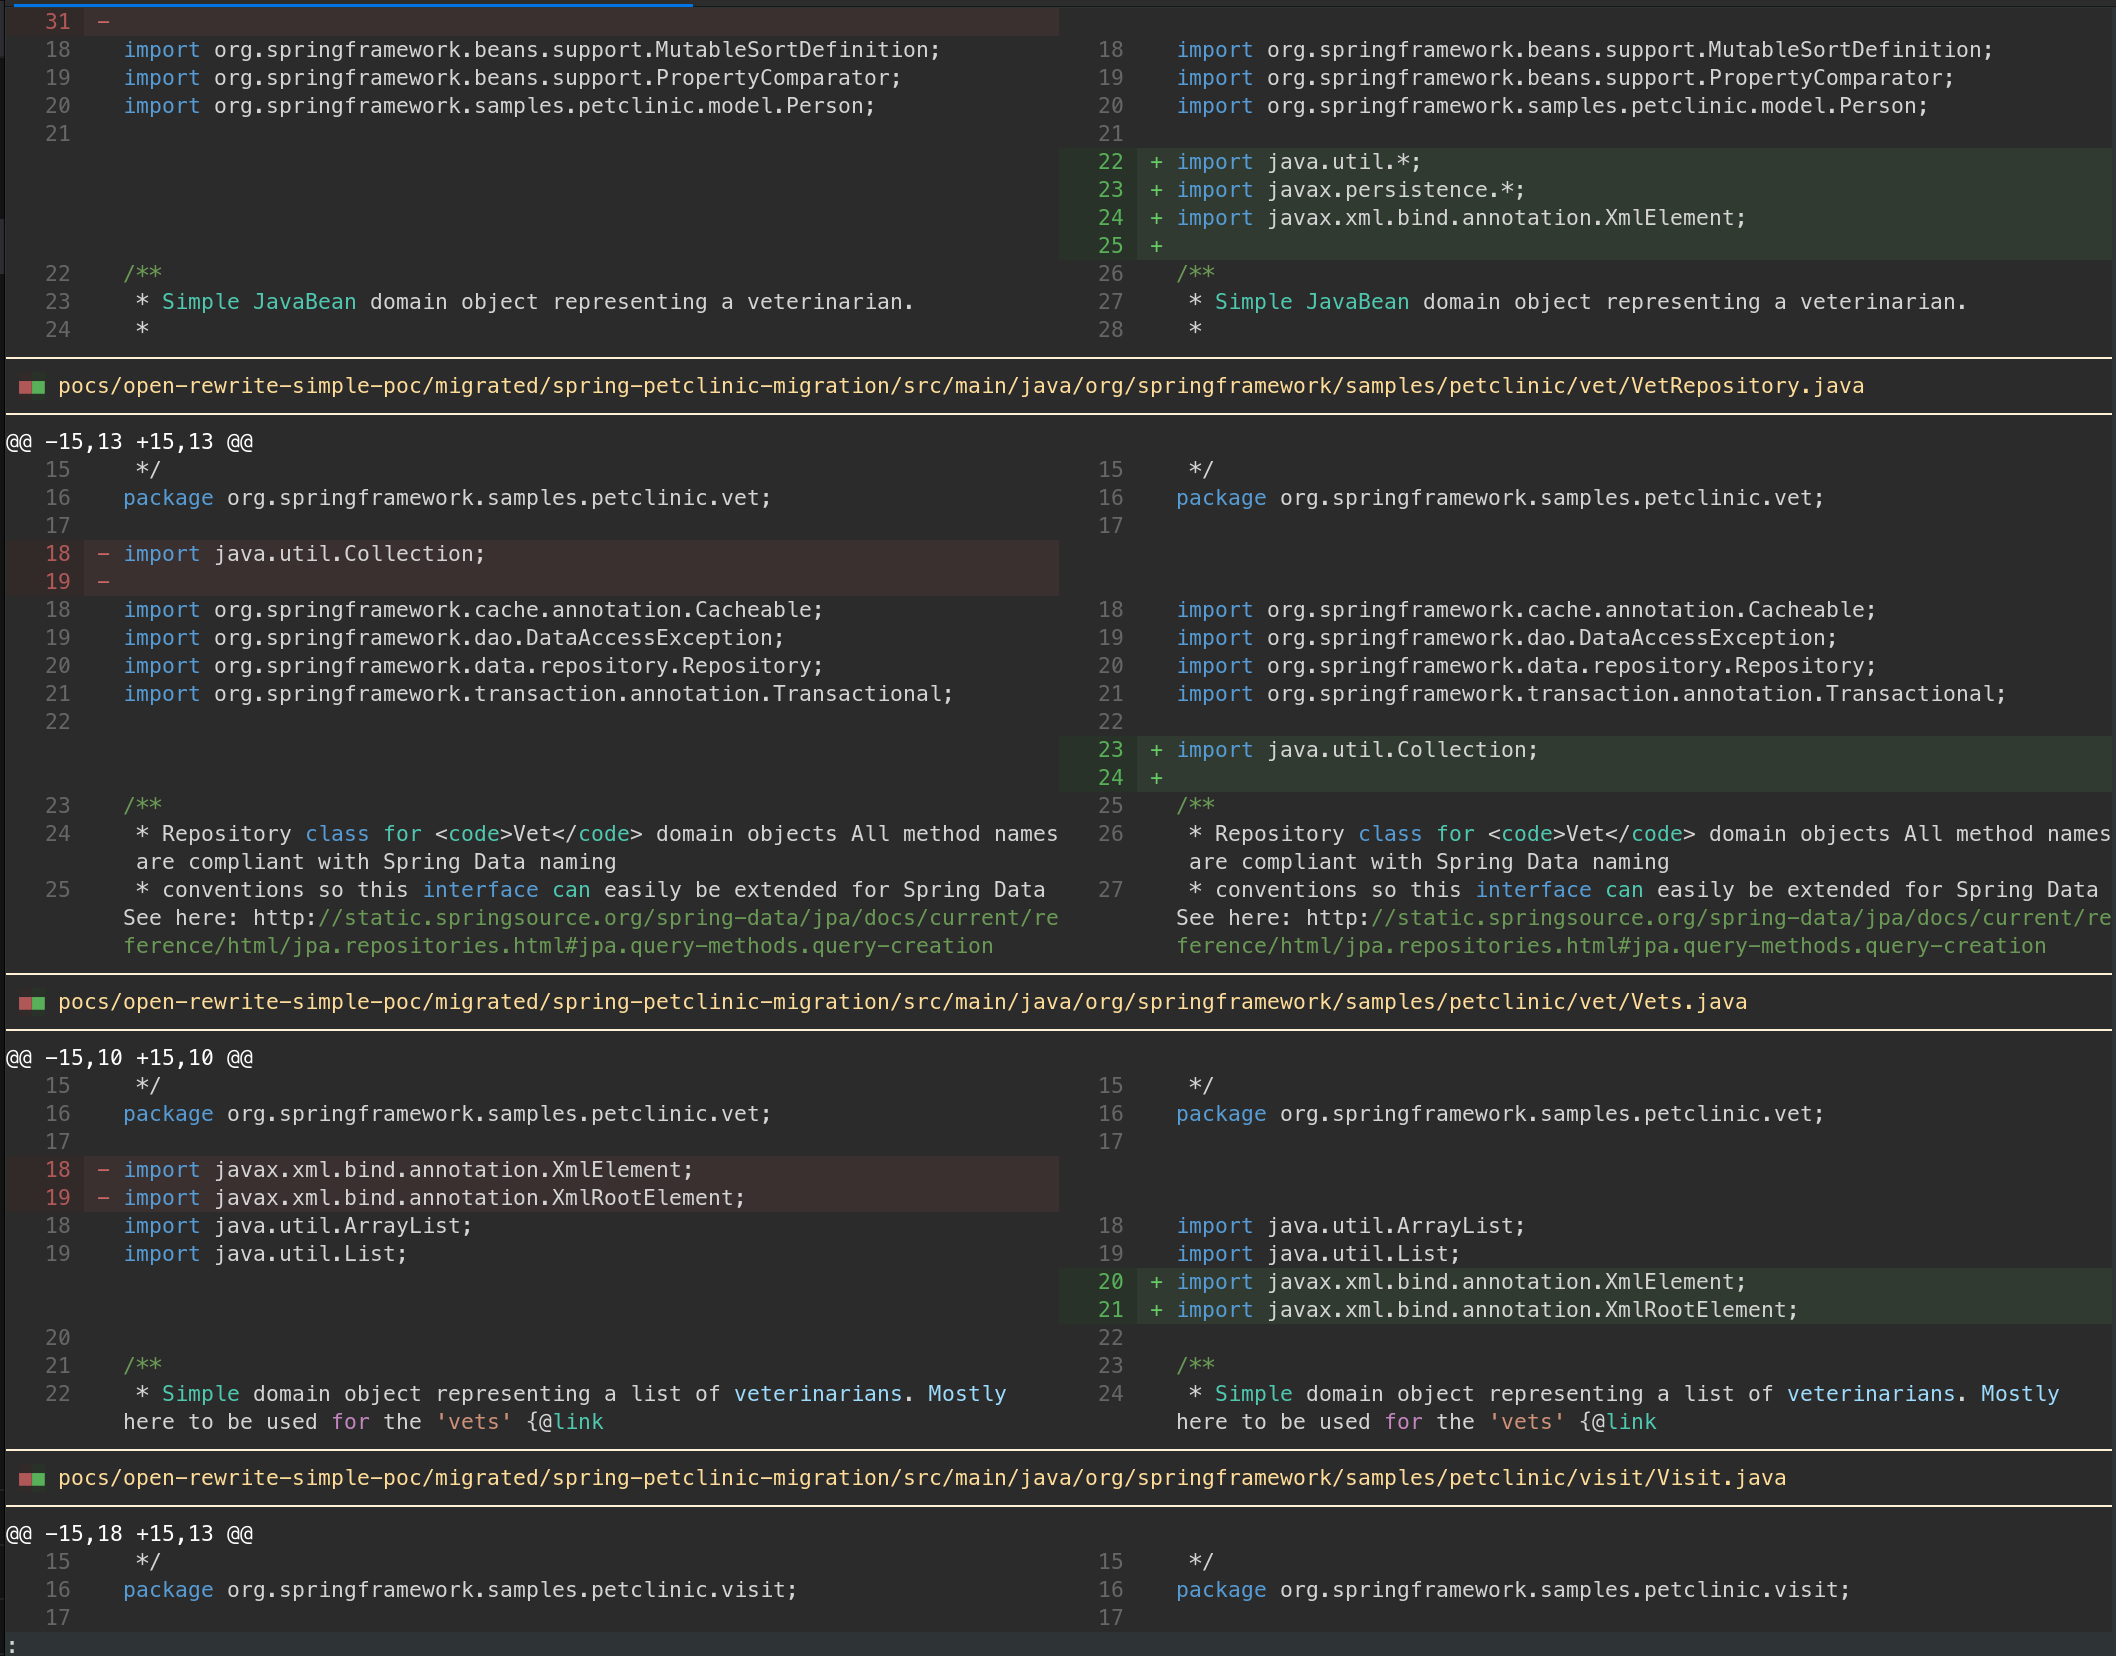 31 -
18 import org.springframework.beans.support.MutableSortDefinition; 18 import org.springframework.beans.support.MutableSortDefinition;
19 import org.springframework.beans.support.PropertyComparator; 19 import org.springframework.beans.support.PropertyComparator;
20 import org.springframework.samples.petclinic.model.Person; 20 import org.springframework.samples.petclinic.model.Person;
21 21
22 + import java.util.*;
23 + import javax.persistence.*;
24 + import javax.xml.bind.annotation.XmlElement;
25 +
22 /** 26 /**
23 * Simple JavaBean domain object representing a veterinarian. 27 * Simple JavaBean domain object representing a veterinarian.
24 * 28 *
pocs/open-rewrite-simple-poc/migrated/spring-petclinic-migration/src/main/java/org/springframework/samples/petclinic/vet/VetRepository.java
@@ -15,13 +15,13 @@
15 */ 15 */
16 package org.springframework.samples.petclinic.vet; 16 package org.springframework.samples.petclinic.vet;
17 17
18 - import java.util.Collection;
19 -
18 import org.springframework.cache.annotation.Cacheable; 18 import org.springframework.cache.annotation.Cacheable;
19 import org.springframework.dao.DataAccessException; 19 import org.springframework.dao.DataAccessException;
20 import org.springframework.data.repository.Repository; 20 import org.springframework.data.repository.Repository;
21 import org.springframework.transaction.annotation.Transactional; 21 import org.springframework.transaction.annotation.Transactional;
22 22
23 + import java.util.Collection;
24 +
23 /** 25 /**
24 * Repository class for <code>Vet</code> domain objects All method names 26 * Repository class for <code>Vet</code> domain objects All method names
are compliant with Spring Data naming are compliant with Spring Data naming
25 * conventions so this interface can easily be extended for Spring Data 27 * conventions so this interface can easily be extended for Spring Data
See here: http://static.springsource.org/spring-data/jpa/docs/current/re See here: http://static.springsource.org/spring-data/jpa/docs/current/re
ference/html/jpa.repositories.html#jpa.query-methods.query-creation ference/html/jpa.repositories.html#jpa.query-methods.query-creation
pocs/open-rewrite-simple-poc/migrated/spring-petclinic-migration/src/main/java/org/springframework/samples/petclinic/vet/Vets.java
@@ -15,10 +15,10 @@
15 */ 15 */
16 package org.springframework.samples.petclinic.vet; 16 package org.springframework.samples.petclinic.vet;
17 17
18 - import javax.xml.bind.annotation.XmlElement;
19 - import javax.xml.bind.annotation.XmlRootElement;
18 import java.util.ArrayList; 18 import java.util.ArrayList;
19 import java.util.List; 19 import java.util.List;
20 + import javax.xml.bind.annotation.XmlElement;
21 + import javax.xml.bind.annotation.XmlRootElement;
20 22
21 /** 23 /**
22 * Simple domain object representing a list of veterinarians. Mostly 24 * Simple domain object representing a list of veterinarians. Mostly
here to be used for the 'vets' {@link here to be used for the 'vets' {@link
pocs/open-rewrite-simple-poc/migrated/spring-petclinic-migration/src/main/java/org/springframework/samples/petclinic/visit/Visit.java
@@ -15,18 +15,13 @@
15 */ 15 */
16 package org.springframework.samples.petclinic.visit; 16 package org.springframework.samples.petclinic.visit;
17 17
: